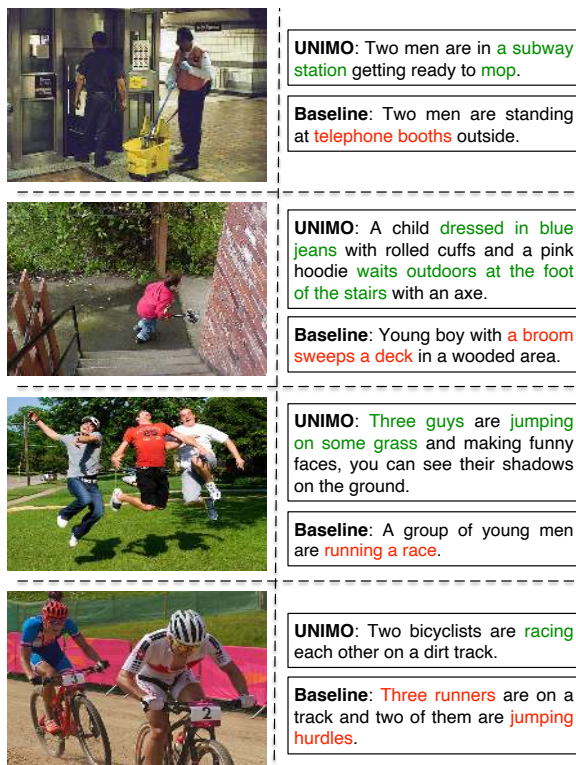 UNIMO: Two men are in a subway
station getting ready to mop.
Baseline: Two men are standing
at telephone booths outside.
UNIMO: A child dressed in blue
jeans with rolled cuffs and a pink
hoodie waits outdoors at the foot
of the stairs with an axe.
Baseline: Young boy with a broom
sweeps a deck in a wooded area.
UNIMO: Three guys are jumping
on some grass and making funny
faces, you can see their shadows
on the ground.
Baseline: A group of young men
are running a race.
3
2
UNIMO: Two bicyclists are racing
each other on a dirt track.
Baseline: Three runners are on a
track and two of them are jumping
hurdles.